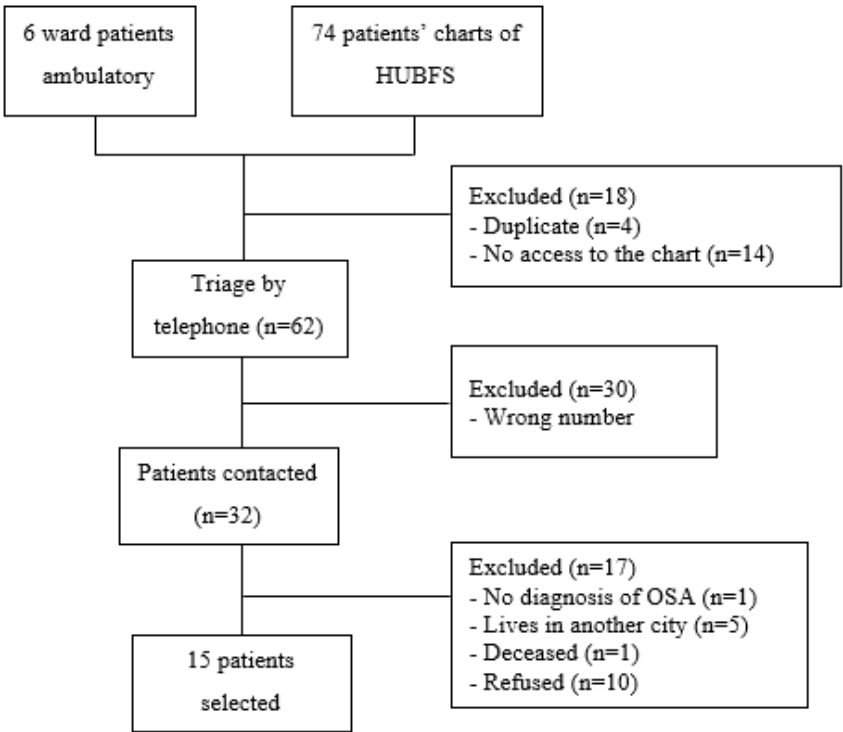 6 ward patients
ambulatory
74 patients’ charts of
HUBFS
Excluded (n=18)
- Duplicate (n=4)
- No access to the chart (n=14)
Triage by
telephone (n=62)
Excluded (n=30)
- Wrong number
Patients contacted
(n=32)
Excluded (n=17)
- No diagnosis of OSA (n=1)
- Lives in another city (n=5)
- Deceased (n=1)
- Refused (n=10)
15 patients
selected